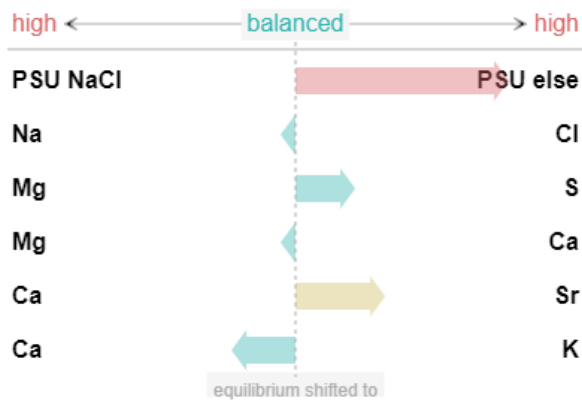 high balanced high
PSU NaCl PSU else
Na Cl
Mg S
Mg Ca
Ca Sr
Ca K
equilibrium shifted to